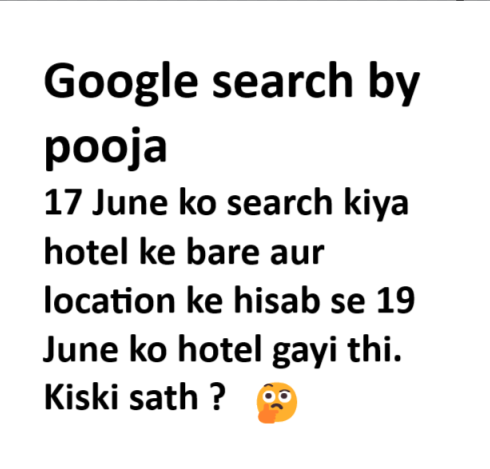 Google search by
pooja
17 June ko search kiya
hotel ke bare aur
location ke hisab se 19
June ko hotel gayi thi.
Kiski sath ? 🤔